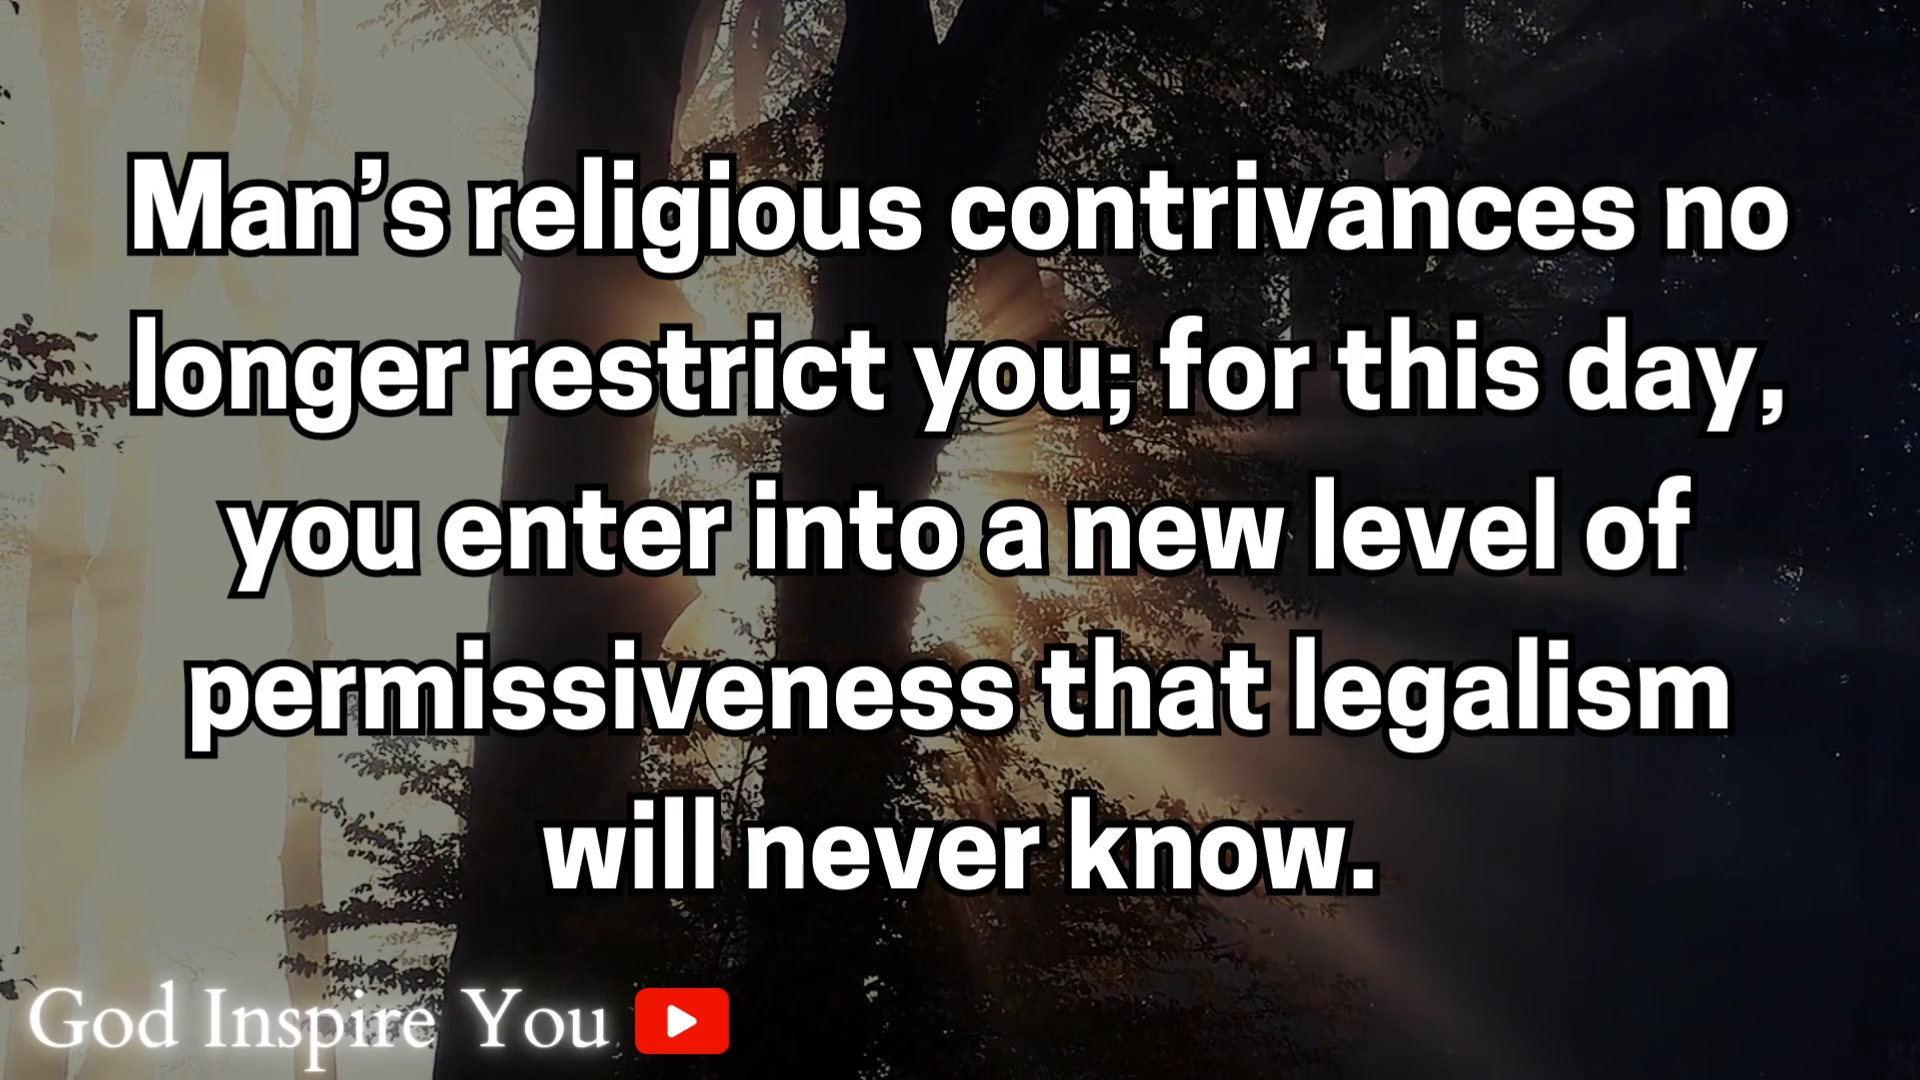 Man’s religious contrivances no
longer restrict you; for this day,
you enter into a new level of
permissiveness that legalism
will never know.
God Inspire You